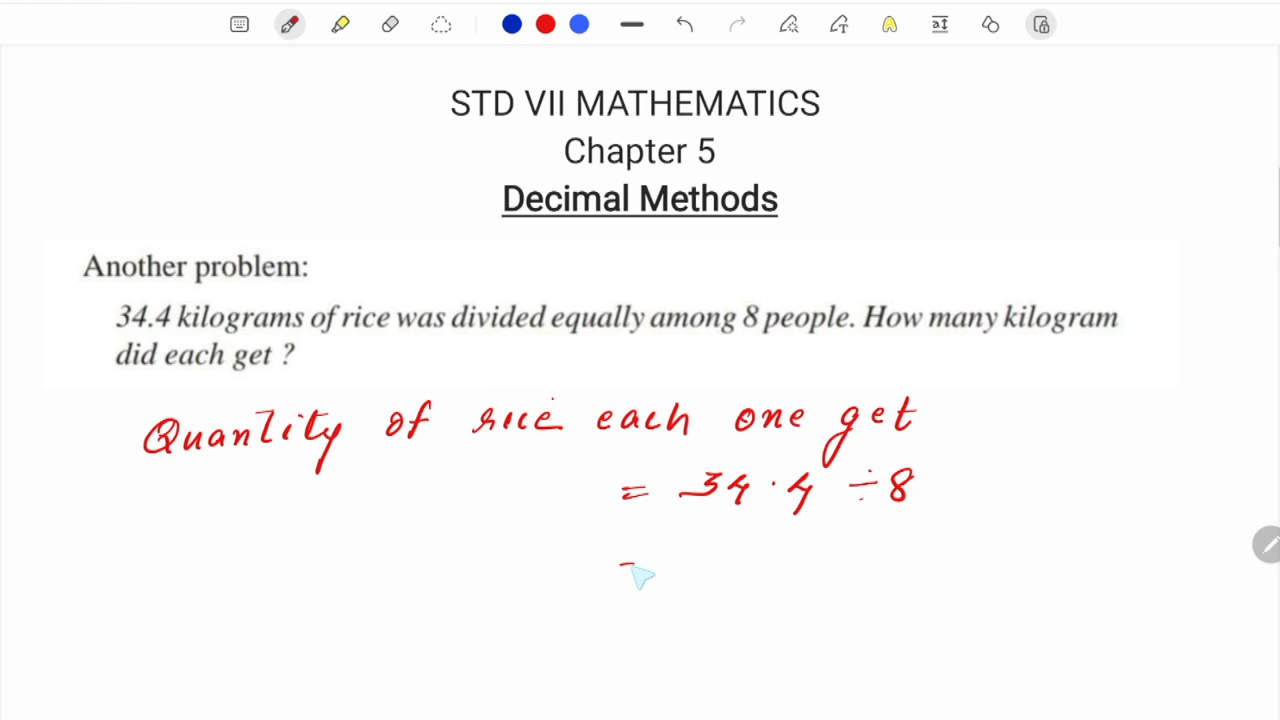 STD VII MATHEMATICS
Chapter 5
Decimal Methods
Another problem:
34.4 kilograms of rice was divided equally among 8 people. How many kilogram
did each get ?
Quantity of rice each one get
= 34.4 ÷ 8